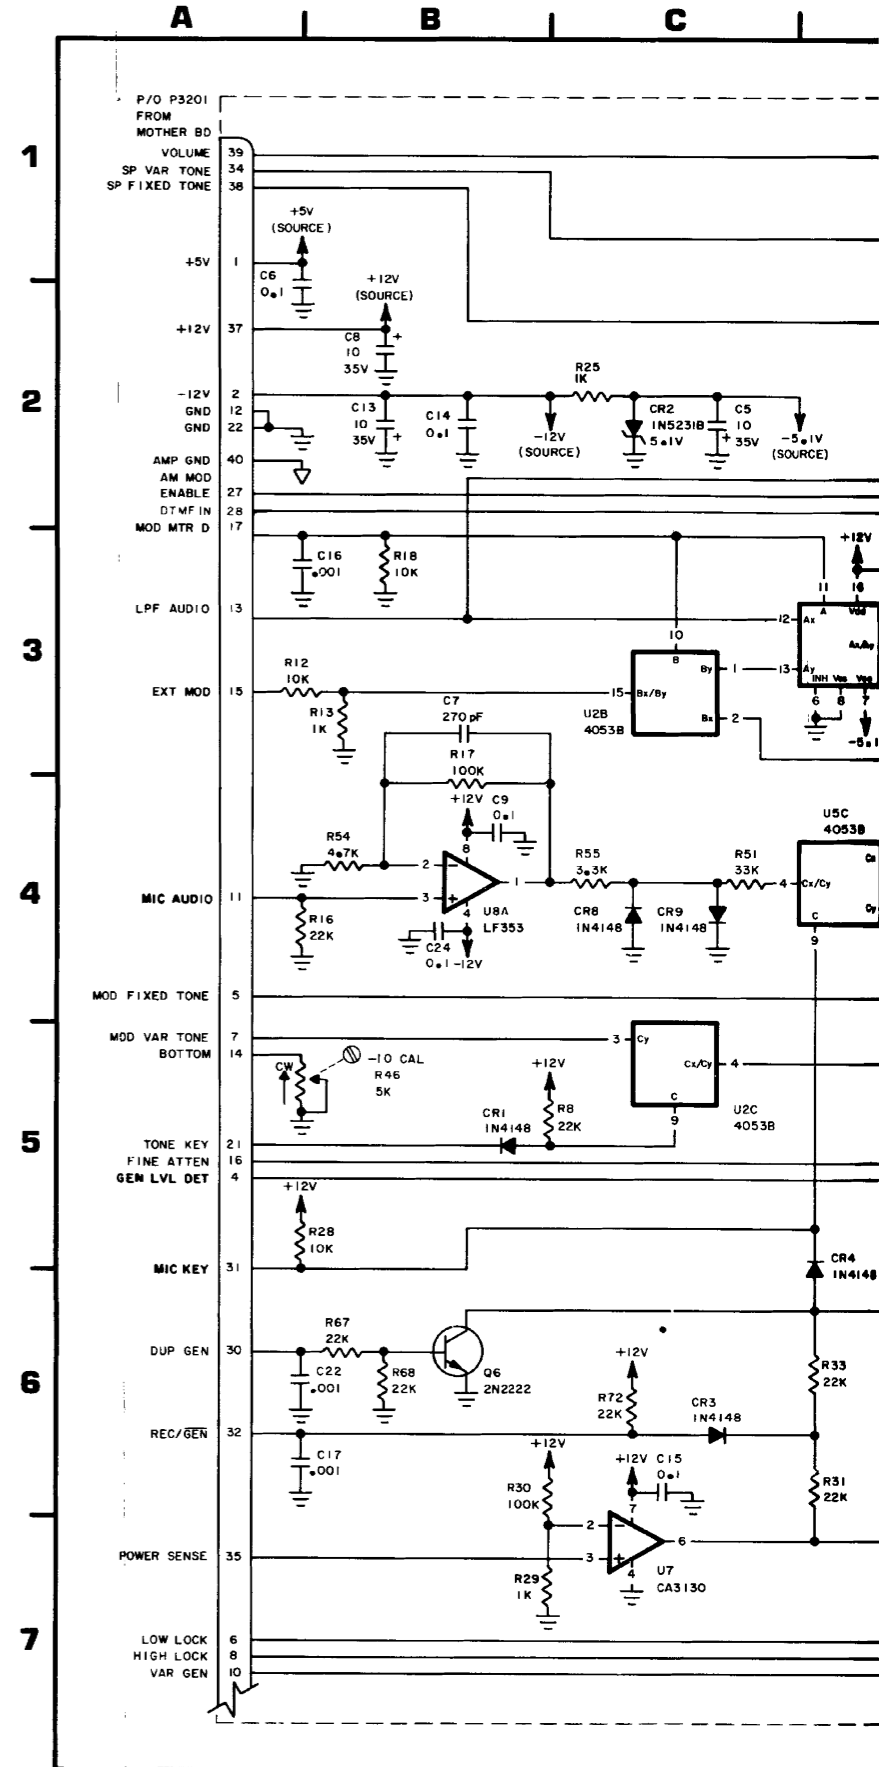 A B C
P/O P3201
FROM
MOTHER BD
1
VOLUME 39
SP VAR TONE 34
SP FIXED TONE 38
+5V
(SOURCE)
+5V 1
C6
0.1
+12V
(SOURCE)
+12V 37
C8
10
35V
+
R25
1K
2
-12V 2
GND 12
GND 22
C13
10
35V
+
C14
0.1
-12V
(SOURCE)
CR2
1N5231B
5.1V
C5
10
35V
+
-5.1V
(SOURCE)
AMP GND 40
AM MOD
ENABLE 27
DTMF IN 28
MOD MTR D 17
C16
.001
R18
10K
+12V
11 16
A Vdd
LPF AUDIO 13
12 Ax
Ax/Ay
3
10
B
By 1
13 Ay
R12
10K
EXT MOD 15
15 Bx/By
INH Vss Vee
6 8 7
R13
1K
C7
270 pF
U2B
4053B
Bx 2
-5.1
R17
100K
+12V
C9
0.1
8
U5C
4053B
Cx
R54
4.7K
2 -
R55
3.3K
R51
33K
1
4 Cx/Cy
4
MIC AUDIO 11
3 +
4
U8A
LF353
R16
22K
C24
0.1
-12V
CR8
1N4148
CR9
1N4148
Cy
C
9
MOD FIXED TONE 5
MOD VAR TONE 7
BOTTOM 14
CW
-10 CAL
R46
5K
+12V
3 Cy
Cx/Cy 4
C
9
U2C
4053B
CR1
1N4148
R8
22K
5
TONE KEY 21
FINE ATTEN 16
GEN LVL DET 4
+12V
R28
10K
MIC KEY 31
CR4
1N4148
R67
22K
DUP GEN 30
C22
.001
R68
22K
Q6
2N2222
+12V
R33
22K
6
R72
22K
CR3
1N4148
REC/GEN 32
C17
.001
+12V
+12V
C15
0.1
R30
100K
7
R31
22K
2 -
6
POWER SENSE 35
3 +
4
R29
1K
U7
CA3130
7
LOW LOCK 6
HIGH LOCK 8
VAR GEN 10